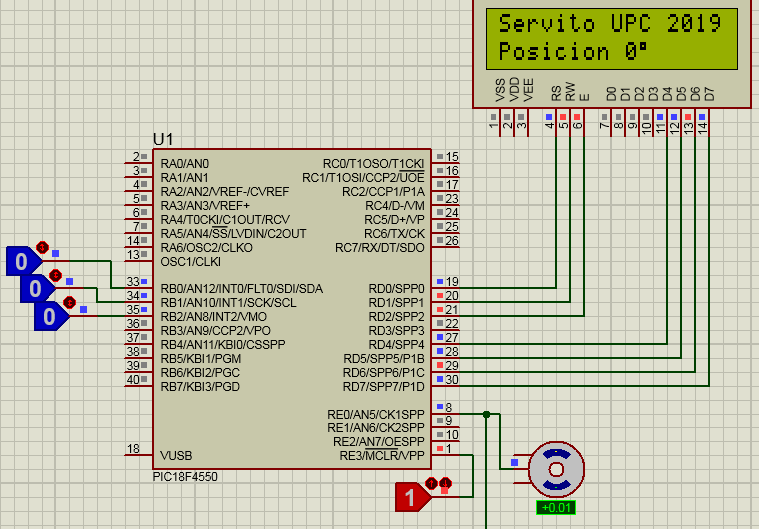 Servito UPC 2019
Posicion 0°
VSS
VDD
VEE
RS
RW
E
D0
D1
D2
D3
D4
D5
D6
D7
1
2
3
4
5
6
7
8
9
10
11
12
13
14
U1
2 RA0/AN0 RC0/T1OSO/T1CKI 15
3 RA1/AN1 RC1/T1OSI/CCP2/UOE 16
4 RA2/AN2/VREF-/CVREF RC2/CCP1/P1A 17
5 RA3/AN3/VREF+ RC4/D-/VM 23
6 RA4/T0CKI/C1OUT/RCV RC5/D+/VP 24
7 RA5/AN4/SS/LVDIN/C2OUT RC6/TX/CK 25
14 RA6/OSC2/CLKO RC7/RX/DT/SDO 26
13 OSC1/CLKI
0
33 RB0/AN12/INT0/FLT0/SDI/SDA RD0/SPP0 19
0
34 RB1/AN10/INT1/SCK/SCL RD1/SPP1 20
0
35 RB2/AN8/INT2/VMO RD2/SPP2 21
36 RB3/AN9/CCP2/VPO RD3/SPP3 22
37 RB4/AN11/KBI0/CSSPP RD4/SPP4 27
38 RB5/KBI1/PGM RD5/SPP5/P1B 28
39 RB6/KBI2/PGC RD6/SPP6/P1C 29
40 RB7/KBI3/PGD RD7/SPP7/P1D 30
RE0/AN5/CK1SPP 8
RE1/AN6/CK2SPP 9
RE2/AN7/OESPP 10
18 VUSB RE3/MCLR/VPP 1
PIC18F4550
1
+0.01